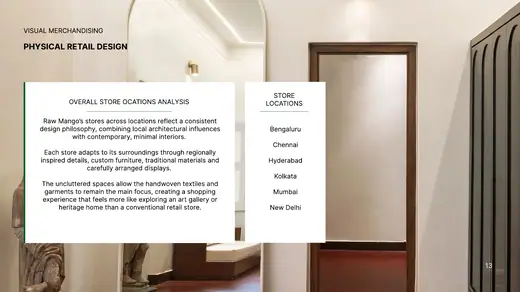 VISUAL MERCHANDISING
PHYSICAL RETAIL DESIGN
OVERALL STORE OCATIONS ANALYSIS
Raw Mango's stores across locations reflect a consistent
design philosophy, combining local architectural influences
with contemporary, minimal interiors.
Each store adapts to its surroundings through regionally
inspired details, custom furniture, traditional materials and
carefully arranged displays.
The uncluttered spaces allow the handwoven textiles and
garments to remain the main focus, creating a shopping
experience that feels more like exploring an art gallery or
heritage home than a conventional retail store.
STORE
LOCATIONS
Bengaluru
Chennai
Hyderabad
Kolkata
Mumbai
New Delhi
13